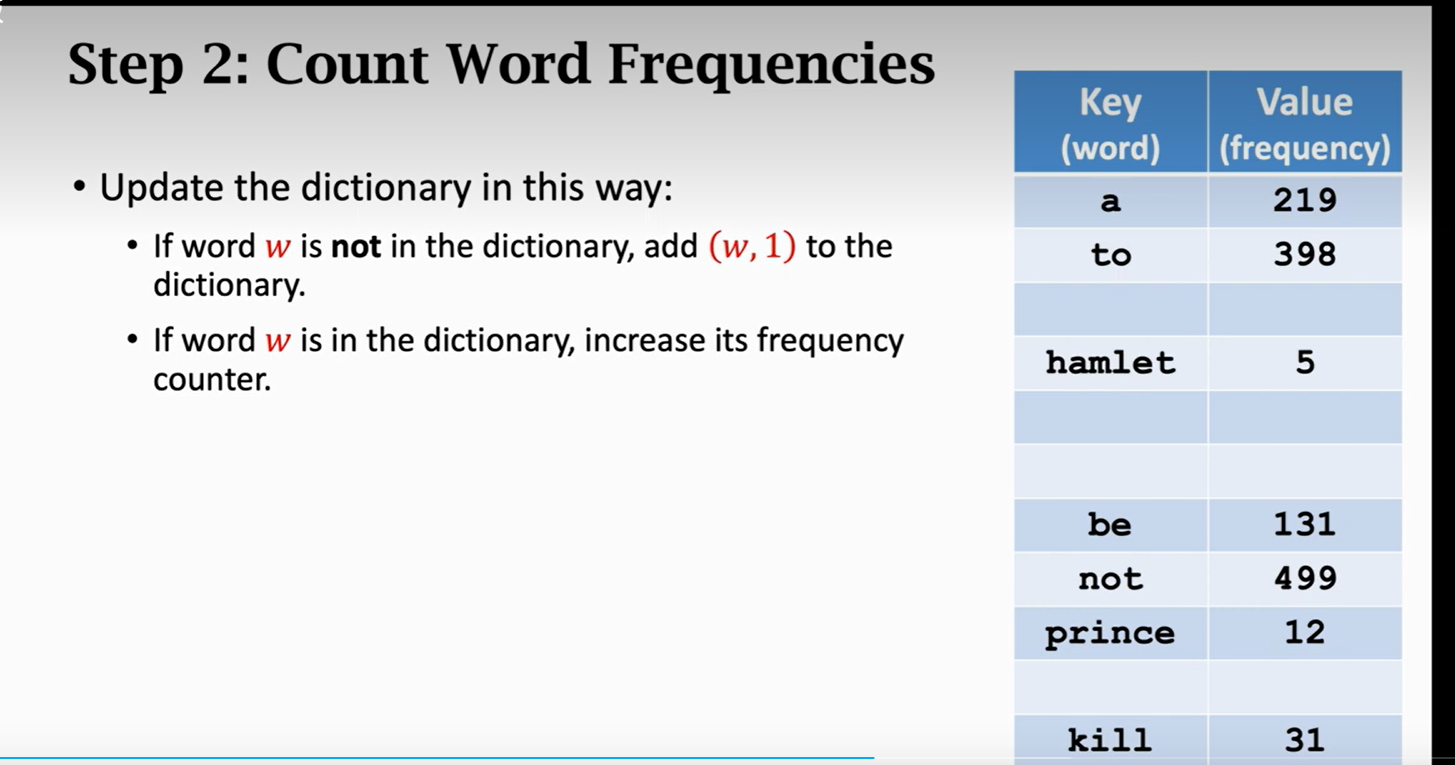 Step 2: Count Word Frequencies
• Update the dictionary in this way:
• If word w is not in the dictionary, add (w, 1) to the
dictionary.
• If word w is in the dictionary, increase its frequency
counter.
Key Value
(word) (frequency)
a 219
to 398
hamlet 5
be 131
not 499
prince 12
kill 31